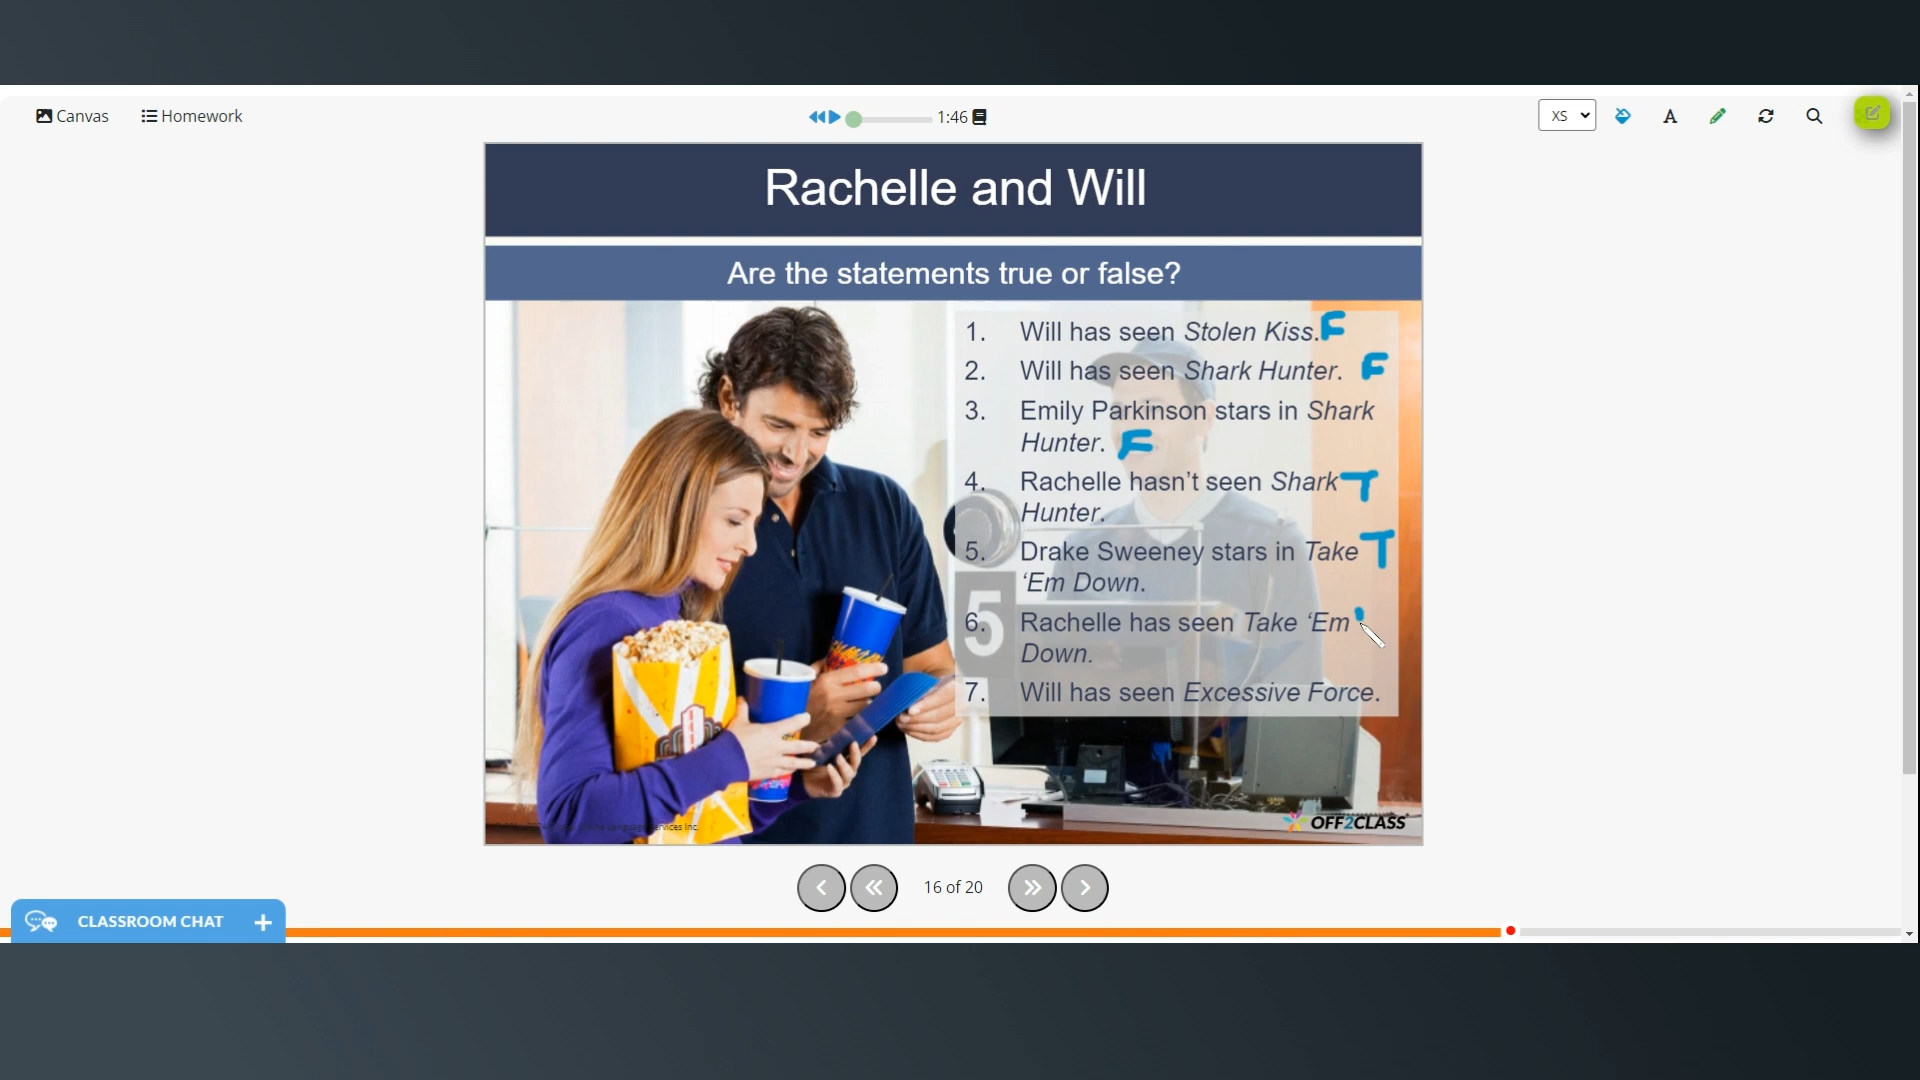 Canvas
Homework
1:46
XS
A
Rachelle and Will
Are the statements true or false?
1. Will has seen Stolen Kiss. F
2. Will has seen Shark Hunter. F
3. Emily Parkinson stars in Shark
Hunter. F
4. Rachelle hasn't seen Shark T
Hunter.
5. Drake Sweeney stars in Take T
‘Em Down.
6. Rachelle has seen Take ‘Em
Down.
7. Will has seen Excessive Force.
5
Services Inc.
OFF2CLASS
16 of 20
CLASSROOM CHAT +